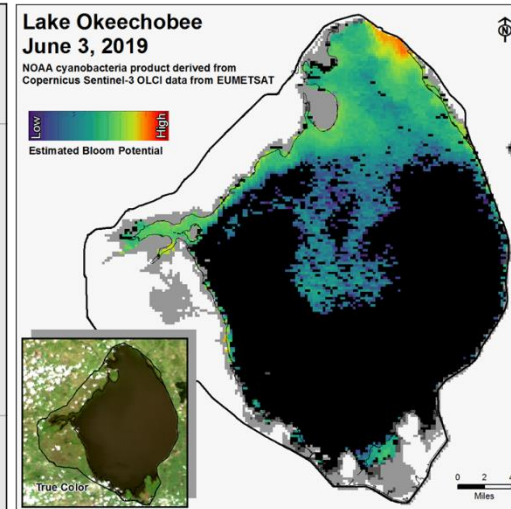 Lake Okeechobee
June 3, 2019
NOAA cyanobacteria product derived from
Copernicus Sentinel-3 OLCI data from EUMETSAT
Low
High
Estimated Bloom Potential
N
True Color
0 2 4
Miles